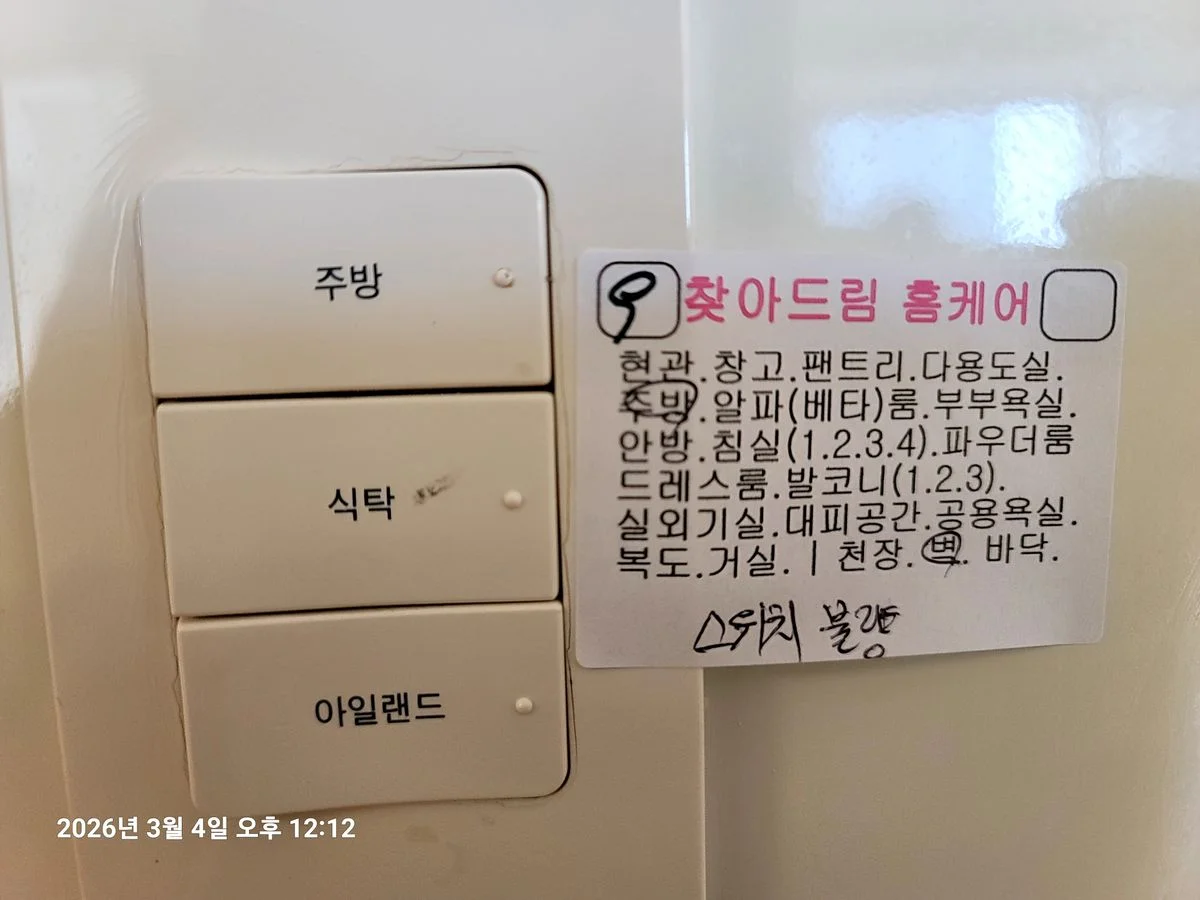 주방
식탁
아일랜드
9 찾아드림 홈케어
현관.창고.팬트리.다용도실.
주방.알파(베타)룸.부부욕실.
안방.침실(1.2.3.4).파우더룸
드레스룸.발코니(1.2.3).
실외기실.대피공간.공용욕실.
복도.거실. | 천장.벽. 바닥.
스위치 불량
2026년 3월 4일 오후 12:12